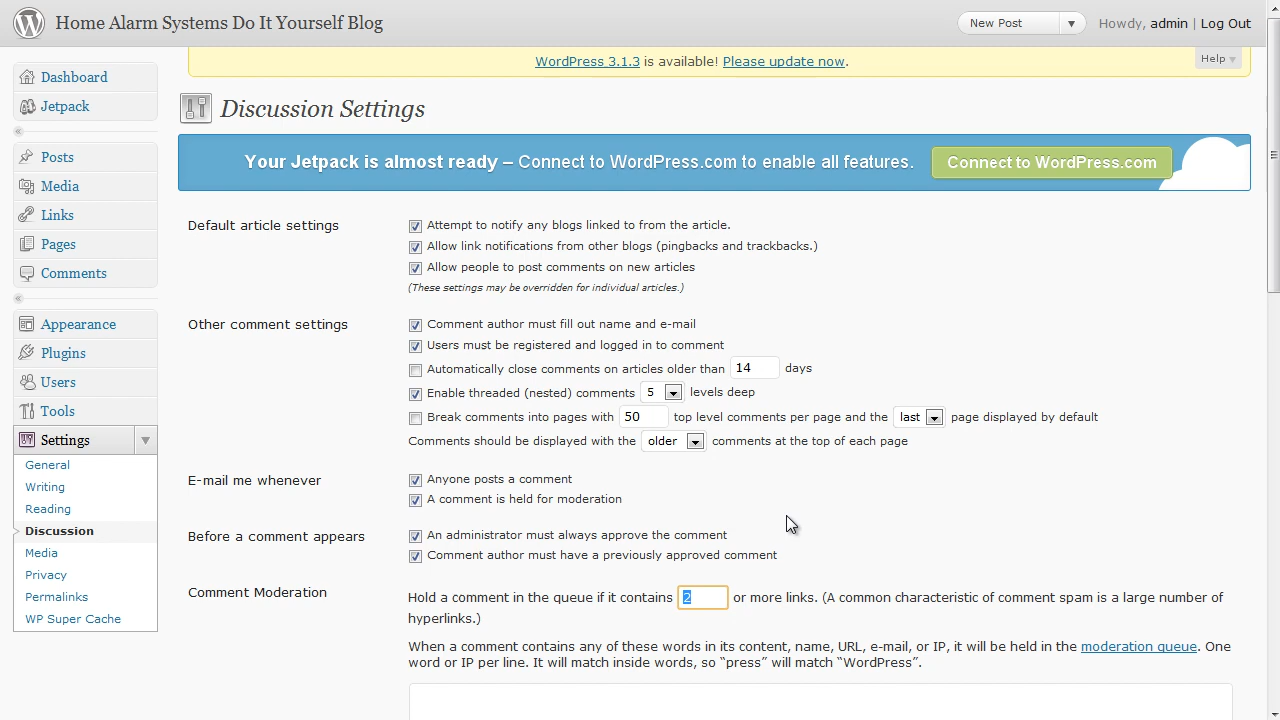 Home Alarm Systems Do It Yourself Blog
New Post
Howdy, admin | Log Out
WordPress 3.1.3 is available! Please update now.
Help
Dashboard
Jetpack
Posts
Media
Links
Pages
Comments
Appearance
Plugins
Users
Tools
Settings
General
Writing
Reading
Discussion
Media
Privacy
Permalinks
WP Super Cache
Discussion Settings
Your Jetpack is almost ready – Connect to WordPress.com to enable all features.
Connect to WordPress.com
Default article settings
Attempt to notify any blogs linked to from the article.
Allow link notifications from other blogs (pingbacks and trackbacks.)
Allow people to post comments on new articles
(These settings may be overridden for individual articles.)
Other comment settings
Comment author must fill out name and e-mail
Users must be registered and logged in to comment
Automatically close comments on articles older than 14 days
Enable threaded (nested) comments 5 levels deep
Break comments into pages with 50 top level comments per page and the last page displayed by default
Comments should be displayed with the older comments at the top of each page
E-mail me whenever
Anyone posts a comment
A comment is held for moderation
Before a comment appears
An administrator must always approve the comment
Comment author must have a previously approved comment
Comment Moderation
Hold a comment in the queue if it contains 2 or more links. (A common characteristic of comment spam is a large number of
hyperlinks.)
When a comment contains any of these words in its content, name, URL, e-mail, or IP, it will be held in the moderation queue. One
word or IP per line. It will match inside words, so “press” will match “WordPress”.